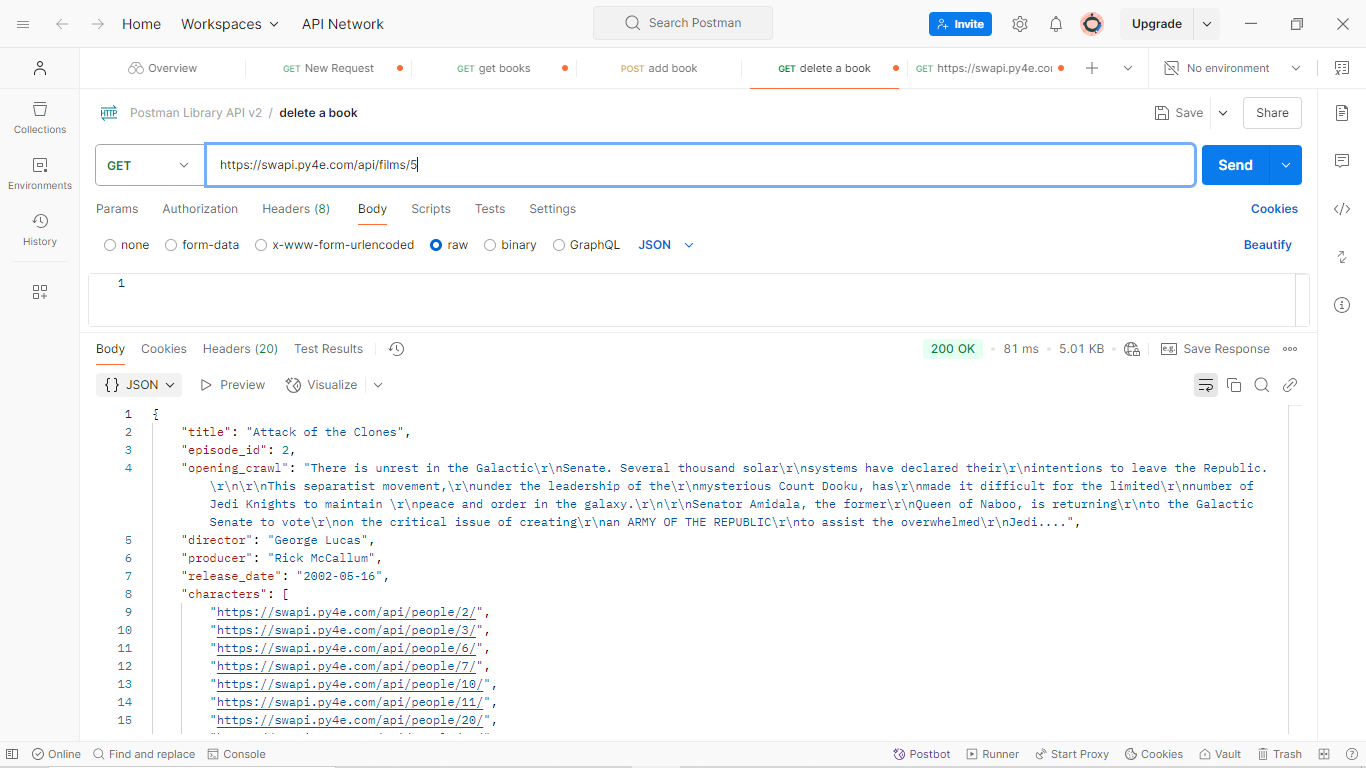 Home Workspaces API Network Search Postman Invite Upgrade
Overview GET New Request GET get books POST add book GET delete a book GET https://swapi.py4e.co No environment
HTTP Postman Library API v2 / delete a book Save Share
Collections
GET https://swapi.py4e.com/api/films/5 Send
Environments
Params Authorization Headers (8) Body Scripts Tests Settings Cookies
History
none form-data x-www-form-urlencoded raw binary GraphQL JSON Beautify
1
Body Cookies Headers (20) Test Results 200 OK 81 ms 5.01 KB e.g. Save Response
{} JSON Preview Visualize
1 {
2 "title": "Attack of the Clones",
3 "episode_id": 2,
4 "opening_crawl": "There is unrest in the Galactic\r\nSenate. Several thousand solar\r\nsystems have declared their\r\nintentions to leave the Republic.
\r\n\r\nThis separatist movement,\r\nunder the leadership of the\r\nmysterious Count Dooku, has\r\nmade it difficult for the limited\r\nnumber of
Jedi Knights to maintain \r\npeace and order in the galaxy.\r\n\r\nSenator Amidala, the former\r\nQueen of Naboo, is returning\r\nto the Galactic
Senate to vote\r\non the critical issue of creating\r\nan ARMY OF THE REPUBLIC\r\nto assist the overwhelmed\r\nJedi....",
5 "director": "George Lucas",
6 "producer": "Rick McCallum",
7 "release_date": "2002-05-16",
8 "characters": [
9 "https://swapi.py4e.com/api/people/2/",
10 "https://swapi.py4e.com/api/people/3/",
11 "https://swapi.py4e.com/api/people/6/",
12 "https://swapi.py4e.com/api/people/7/",
13 "https://swapi.py4e.com/api/people/10/",
14 "https://swapi.py4e.com/api/people/11/",
15 "https://swapi.py4e.com/api/people/20/",
Online Find and replace Console Postbot Runner Start Proxy Cookies Vault Trash